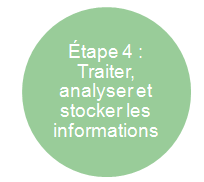 Étape 4 :
Traiter,
analyser et
stocker les
informations